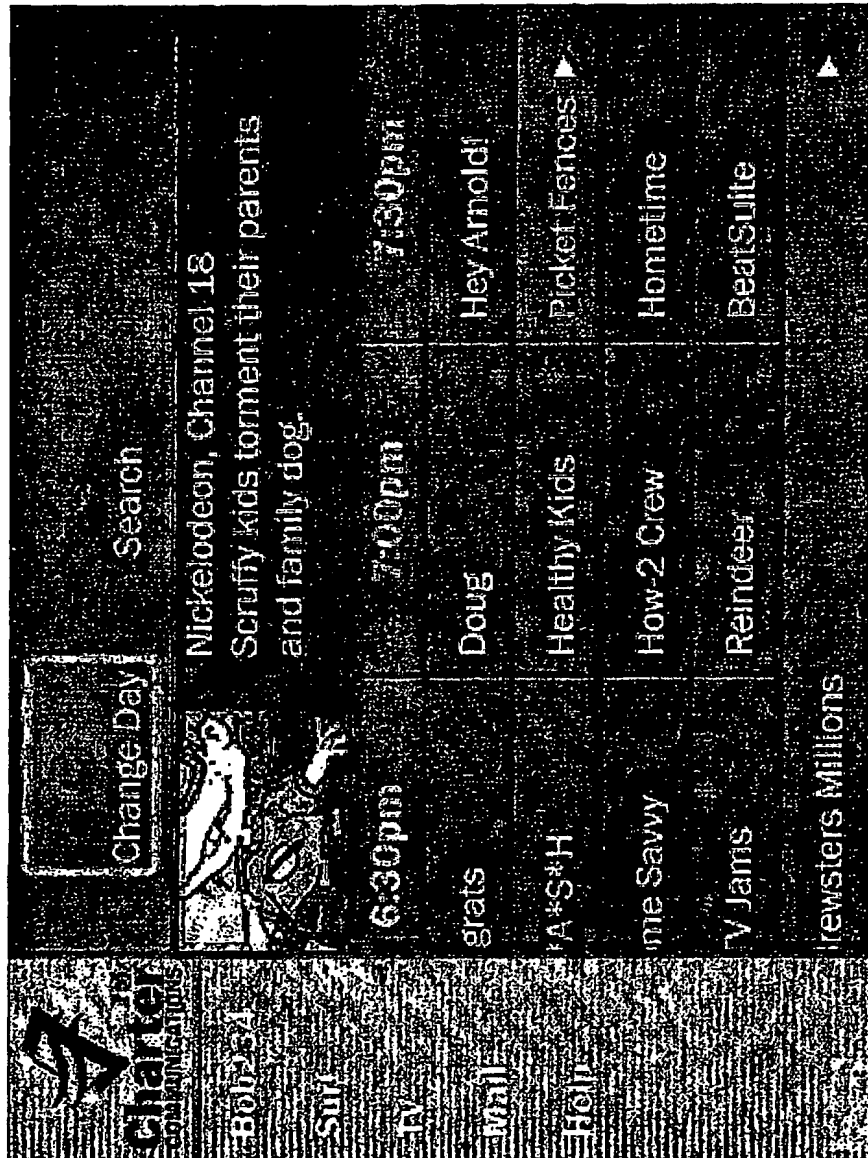 Charter
COMMUNICATIONS
Bob234
Surf
TV
Mail
Help
Change Day
Search
Nickelodeon, Channel 18
Scruffy kids torment their parents
and family dog.
6:30pm 7:00pm 7:30pm
grats Doug Hey Arnold!
*A*S*H Healthy Kids Picket Fences
me Savvy How-2 Crew Hometime
V Jams Reindeer BeatSuite
rewsters Millions